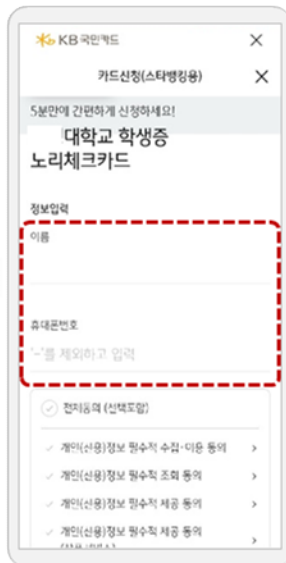 KB국민카드
카드신청(스타뱅킹용)
5분만에 간편하게 신청하세요!
대학교 학생증
노리체크카드
정보입력
이름
휴대폰번호
'-'를 제외하고 입력
전체동의 (선택포함)
개인(신용)정보 필수적 수집·이용 동의
개인(신용)정보 필수적 조회 동의
개인(신용)정보 필수적 제공 동의
개인(신용)정보 필수적 제공 동의